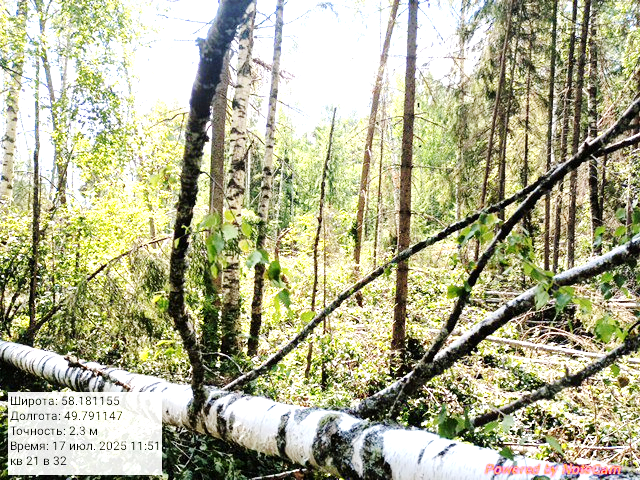 Широта: 58.181155
Долгота: 49.791147
Точность: 2.3 м
Время: 17 июл. 2025 11:51
кв 21 в 32
Powered by NoteCam